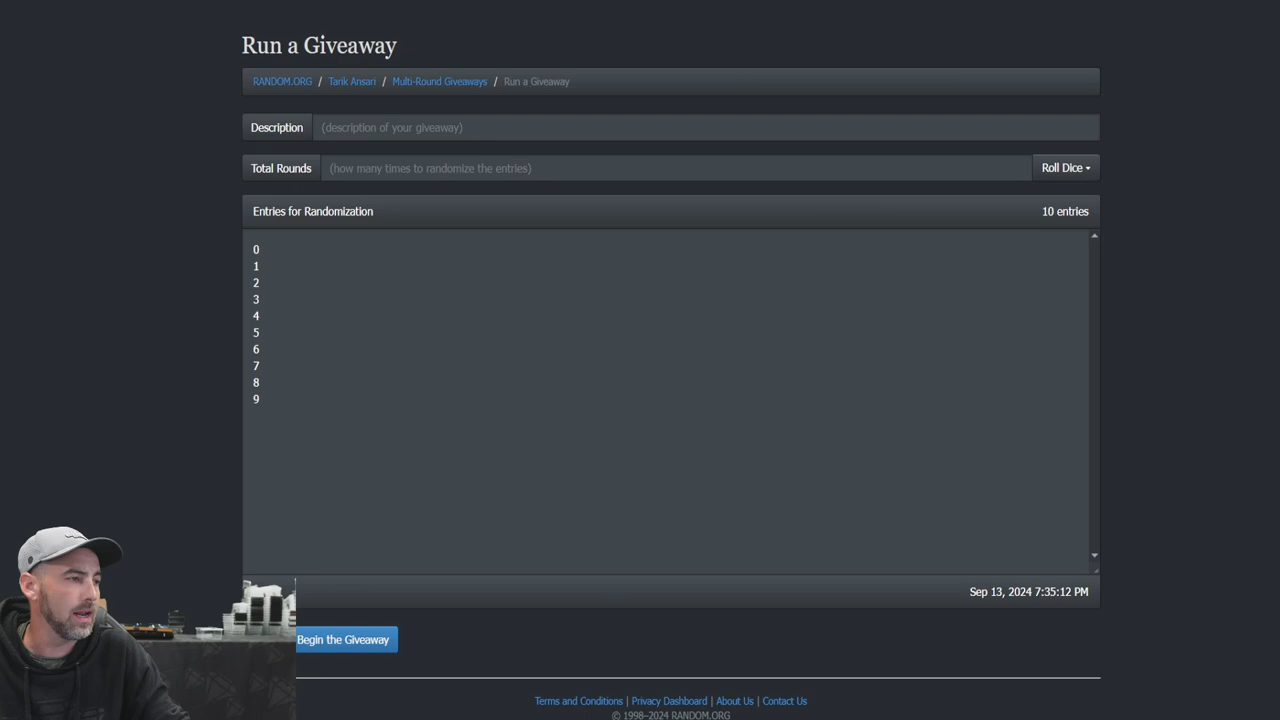 Run a Giveaway
RANDOM.ORG / Tarik Ansari / Multi-Round Giveaways / Run a Giveaway
Description (description of your giveaway)
Total Rounds (how many times to randomize the entries) Roll Dice
Entries for Randomization 10 entries
0
1
2
3
4
5
6
7
8
9
Sep 13, 2024 7:35:12 PM
Begin the Giveaway
Terms and Conditions | Privacy Dashboard | About Us | Contact Us
© 1998–2024 RANDOM.ORG